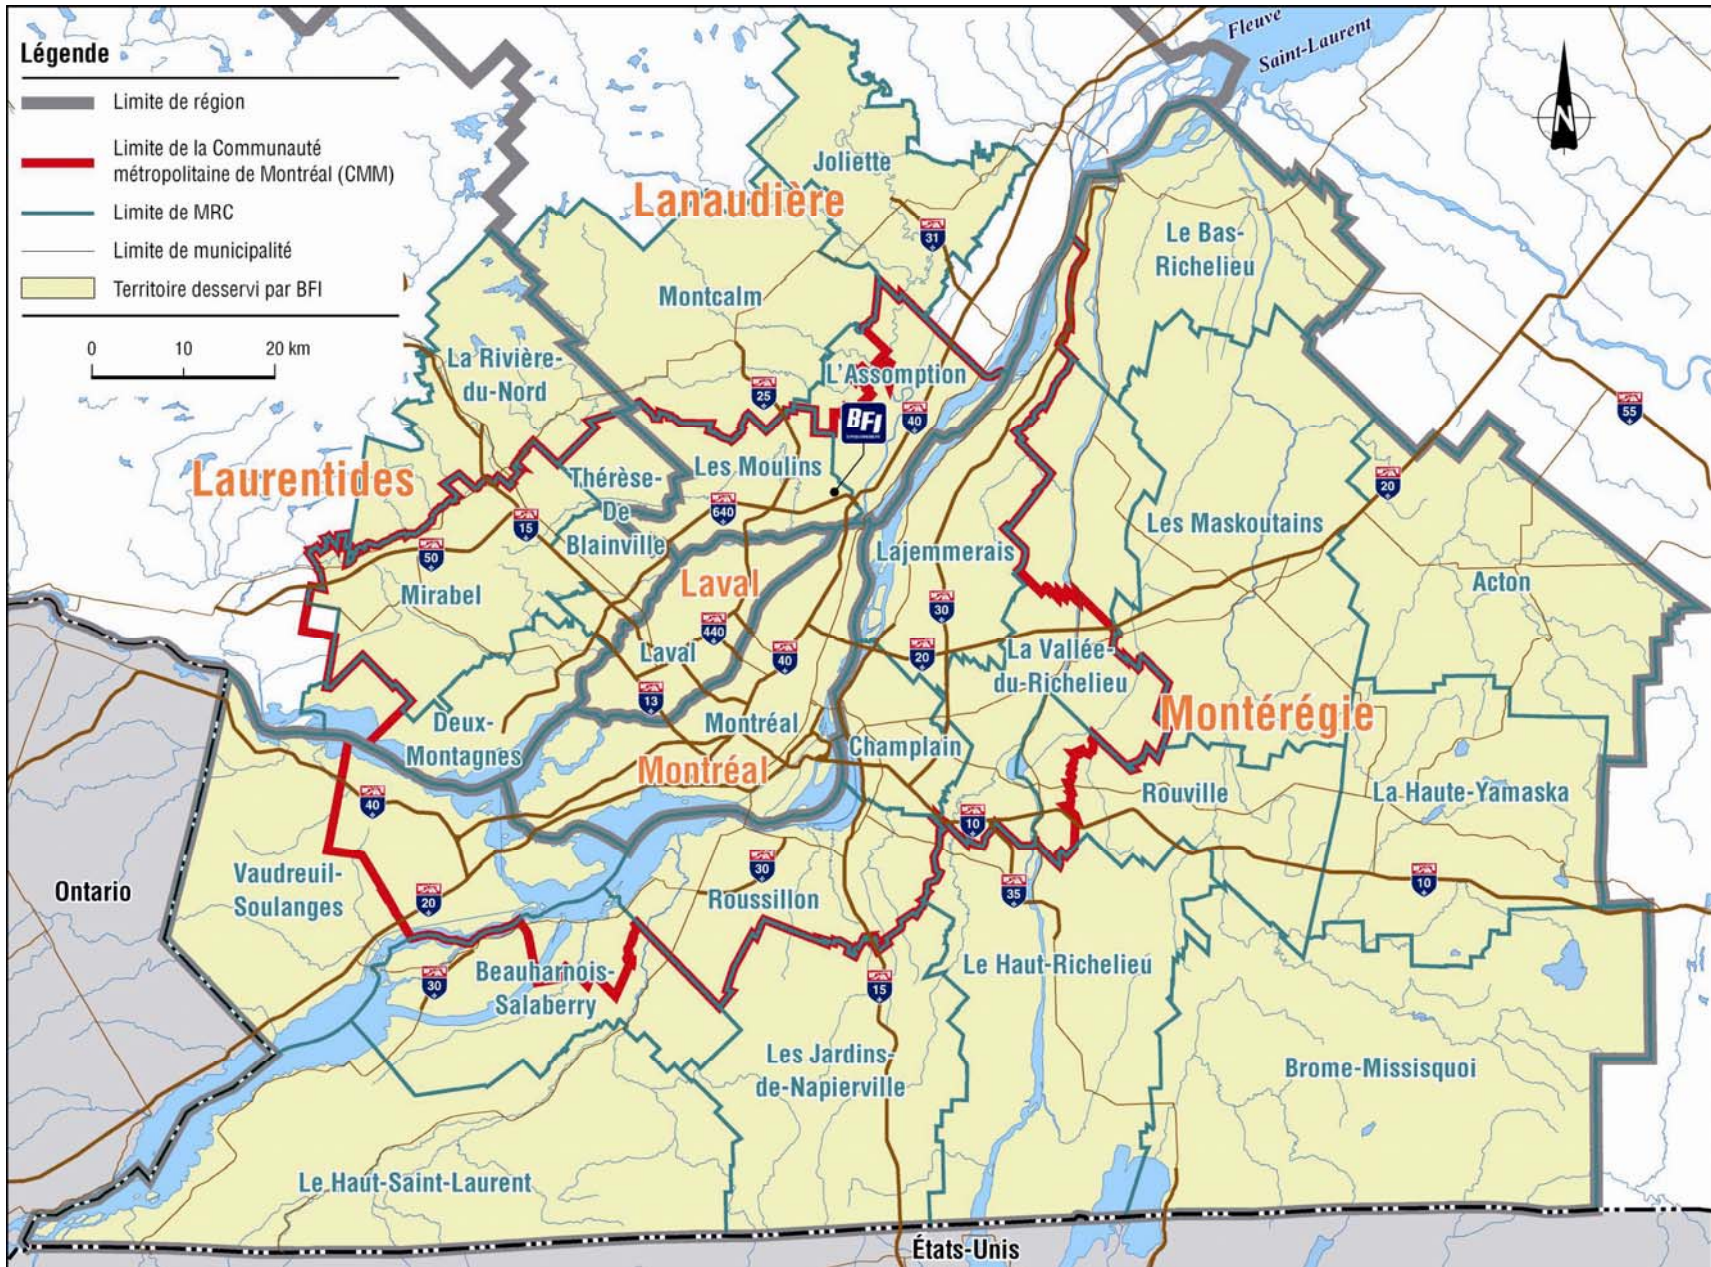 Légende
Limite de région
Limite de la Communauté
métropolitaine de Montréal (CMM)
Limite de MRC
Limite de municipalité
Territoire desservi par BFI
0 10 20 km
Fleuve
Saint-Laurent
N
Joliette
Lanaudière
31
Le Bas-
Richelieu
Montcalm
La Rivière-
du-Nord
L'Assomption
25
BFI
40
55
Laurentides
Les Moulins
Thérèse-
De
Blainville
640
15
50
20
Les Maskoutains
Lajemmerais
Acton
Mirabel
Laval
30
440
Laval
40
20
La Vallée-
du-Richelieu
13
Deux-
Montagnes
Montréal
Montérégie
Champlain
Montréal
40
Rouville
La Haute-Yamaska
10
Vaudreuil-
Soulanges
Ontario
20
30
Roussillon
35
10
Beauharnois-
Salaberry
30
Le Haut-Richelieu
15
Les Jardins-
de-Napierville
Brome-Missisquoi
Le Haut-Saint-Laurent
États-Unis